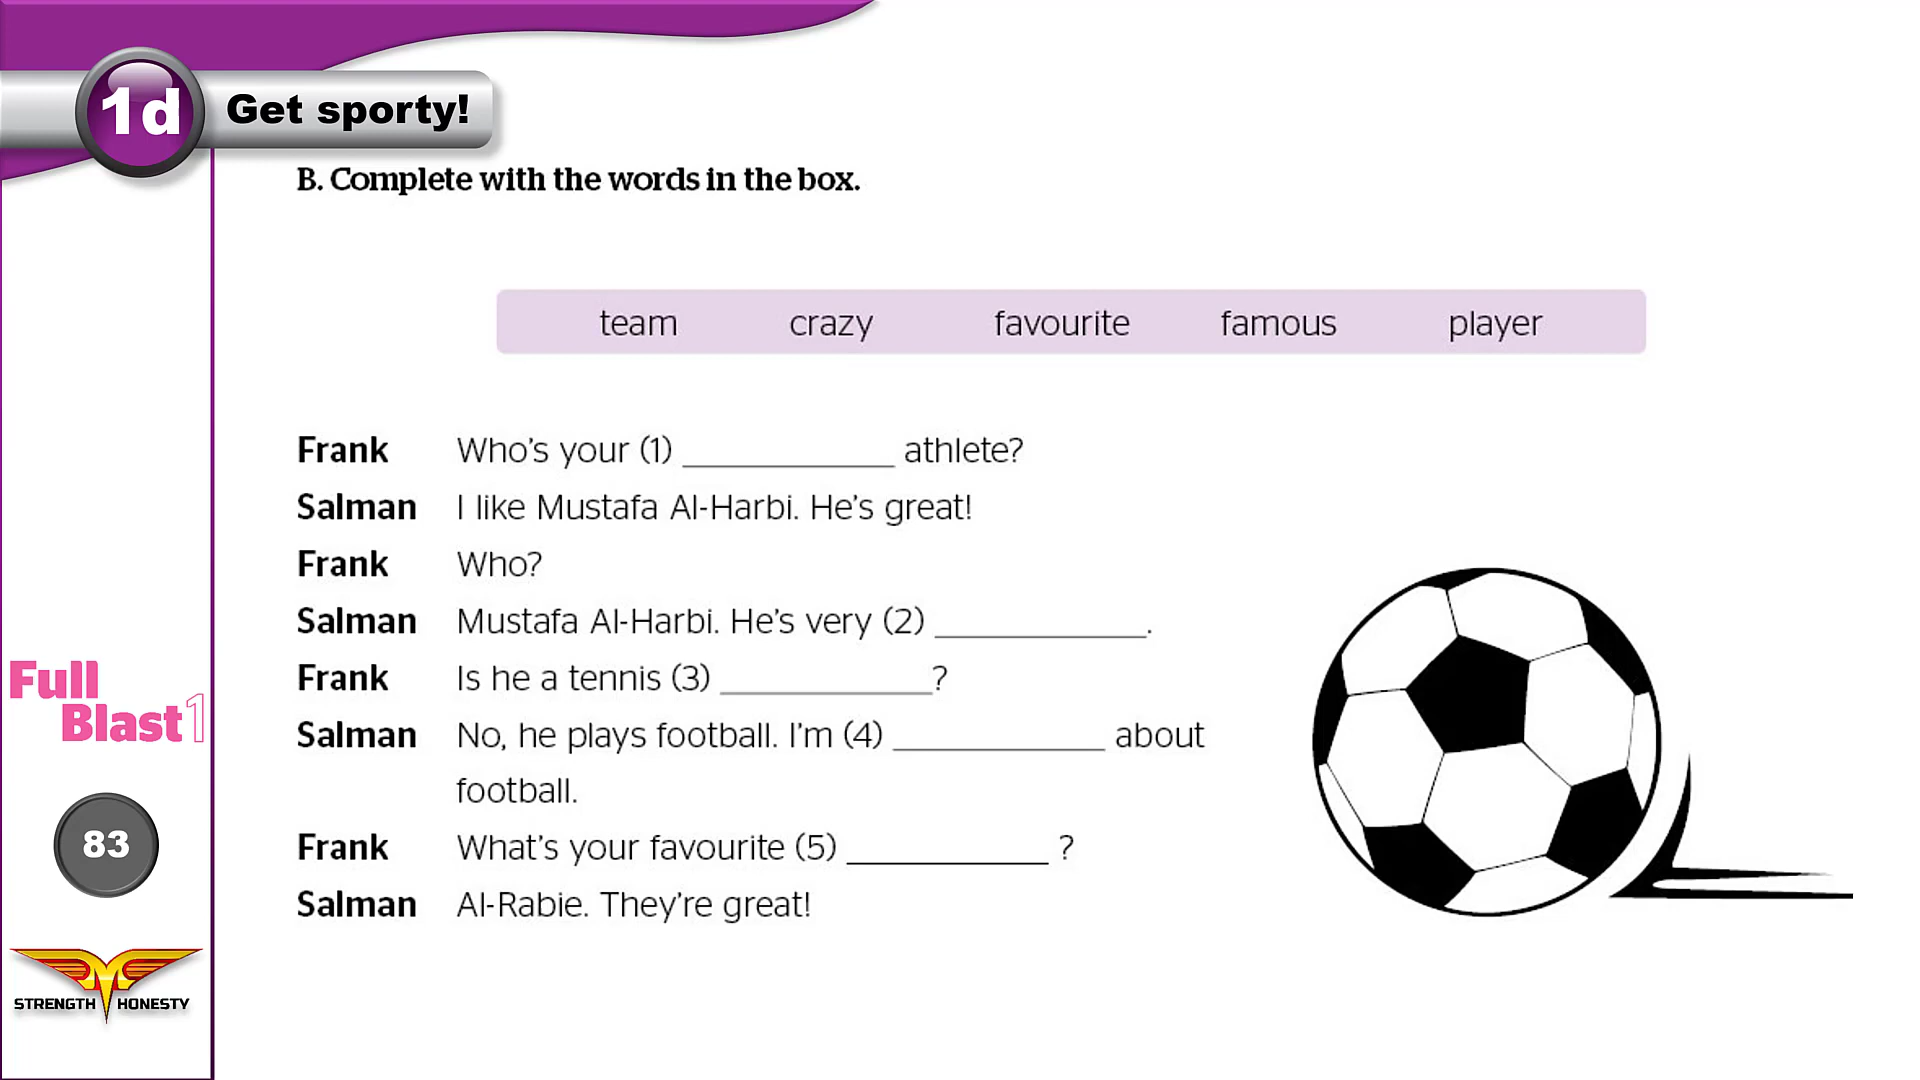 1d Get sporty!
B. Complete with the words in the box.
team crazy favourite famous player
Frank Who's your (1) ____________ athlete?
Salman I like Mustafa Al-Harbi. He's great!
Frank Who?
Salman Mustafa Al-Harbi. He's very (2) ____________.
Frank Is he a tennis (3) ____________?
Salman No, he plays football. I'm (4) ____________ about
football.
Frank What's your favourite (5) ____________ ?
Salman Al-Rabie. They're great!
Full
Blast 1
83
STRENGTH HONESTY